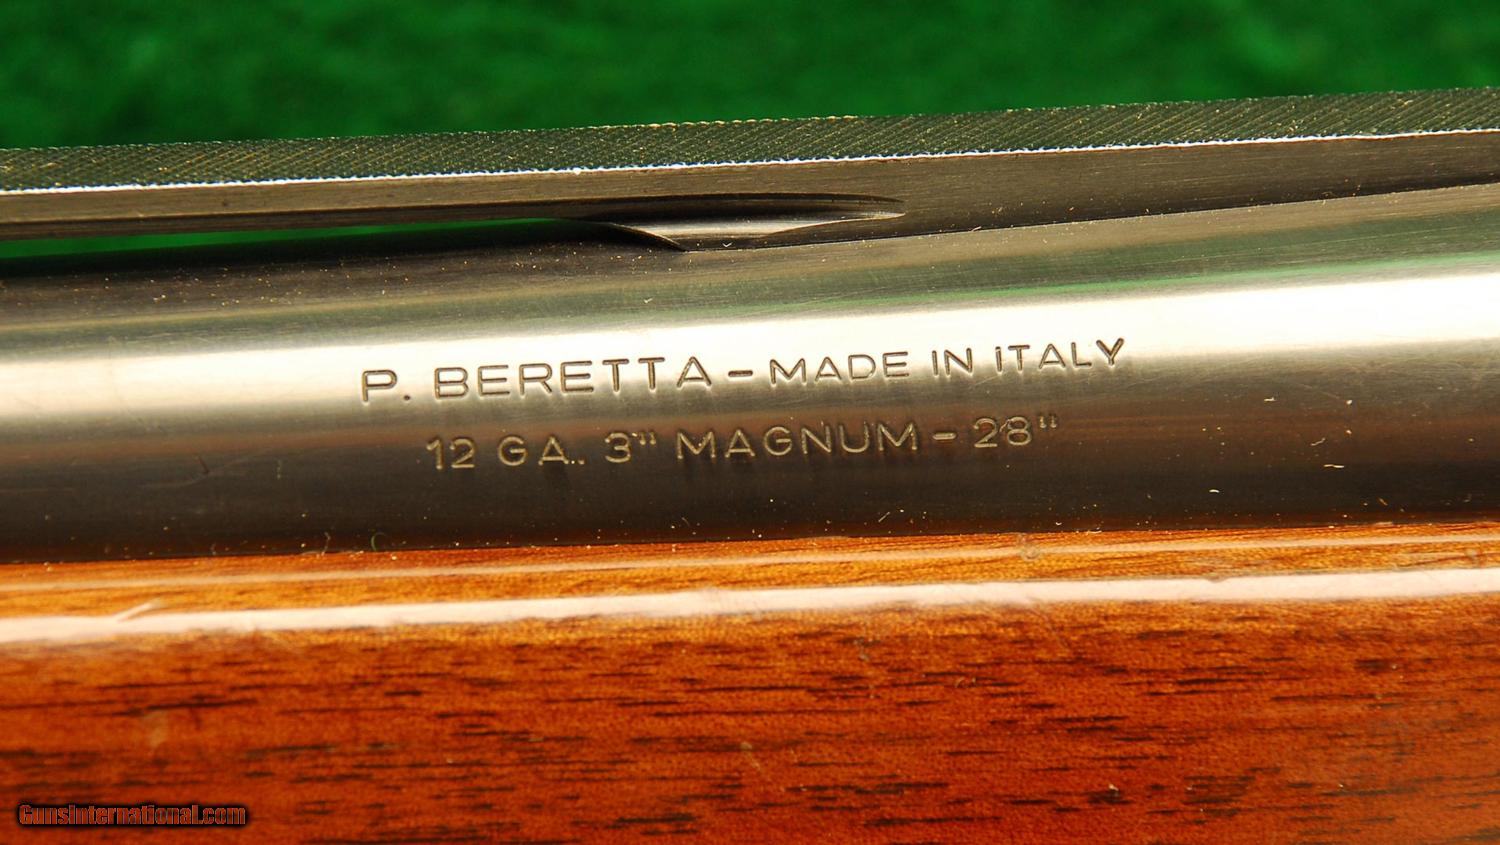 P. BERETTA – MADE IN iTALY
12 GA.. 3" MAGNUM – 28"
GunsInternational.com